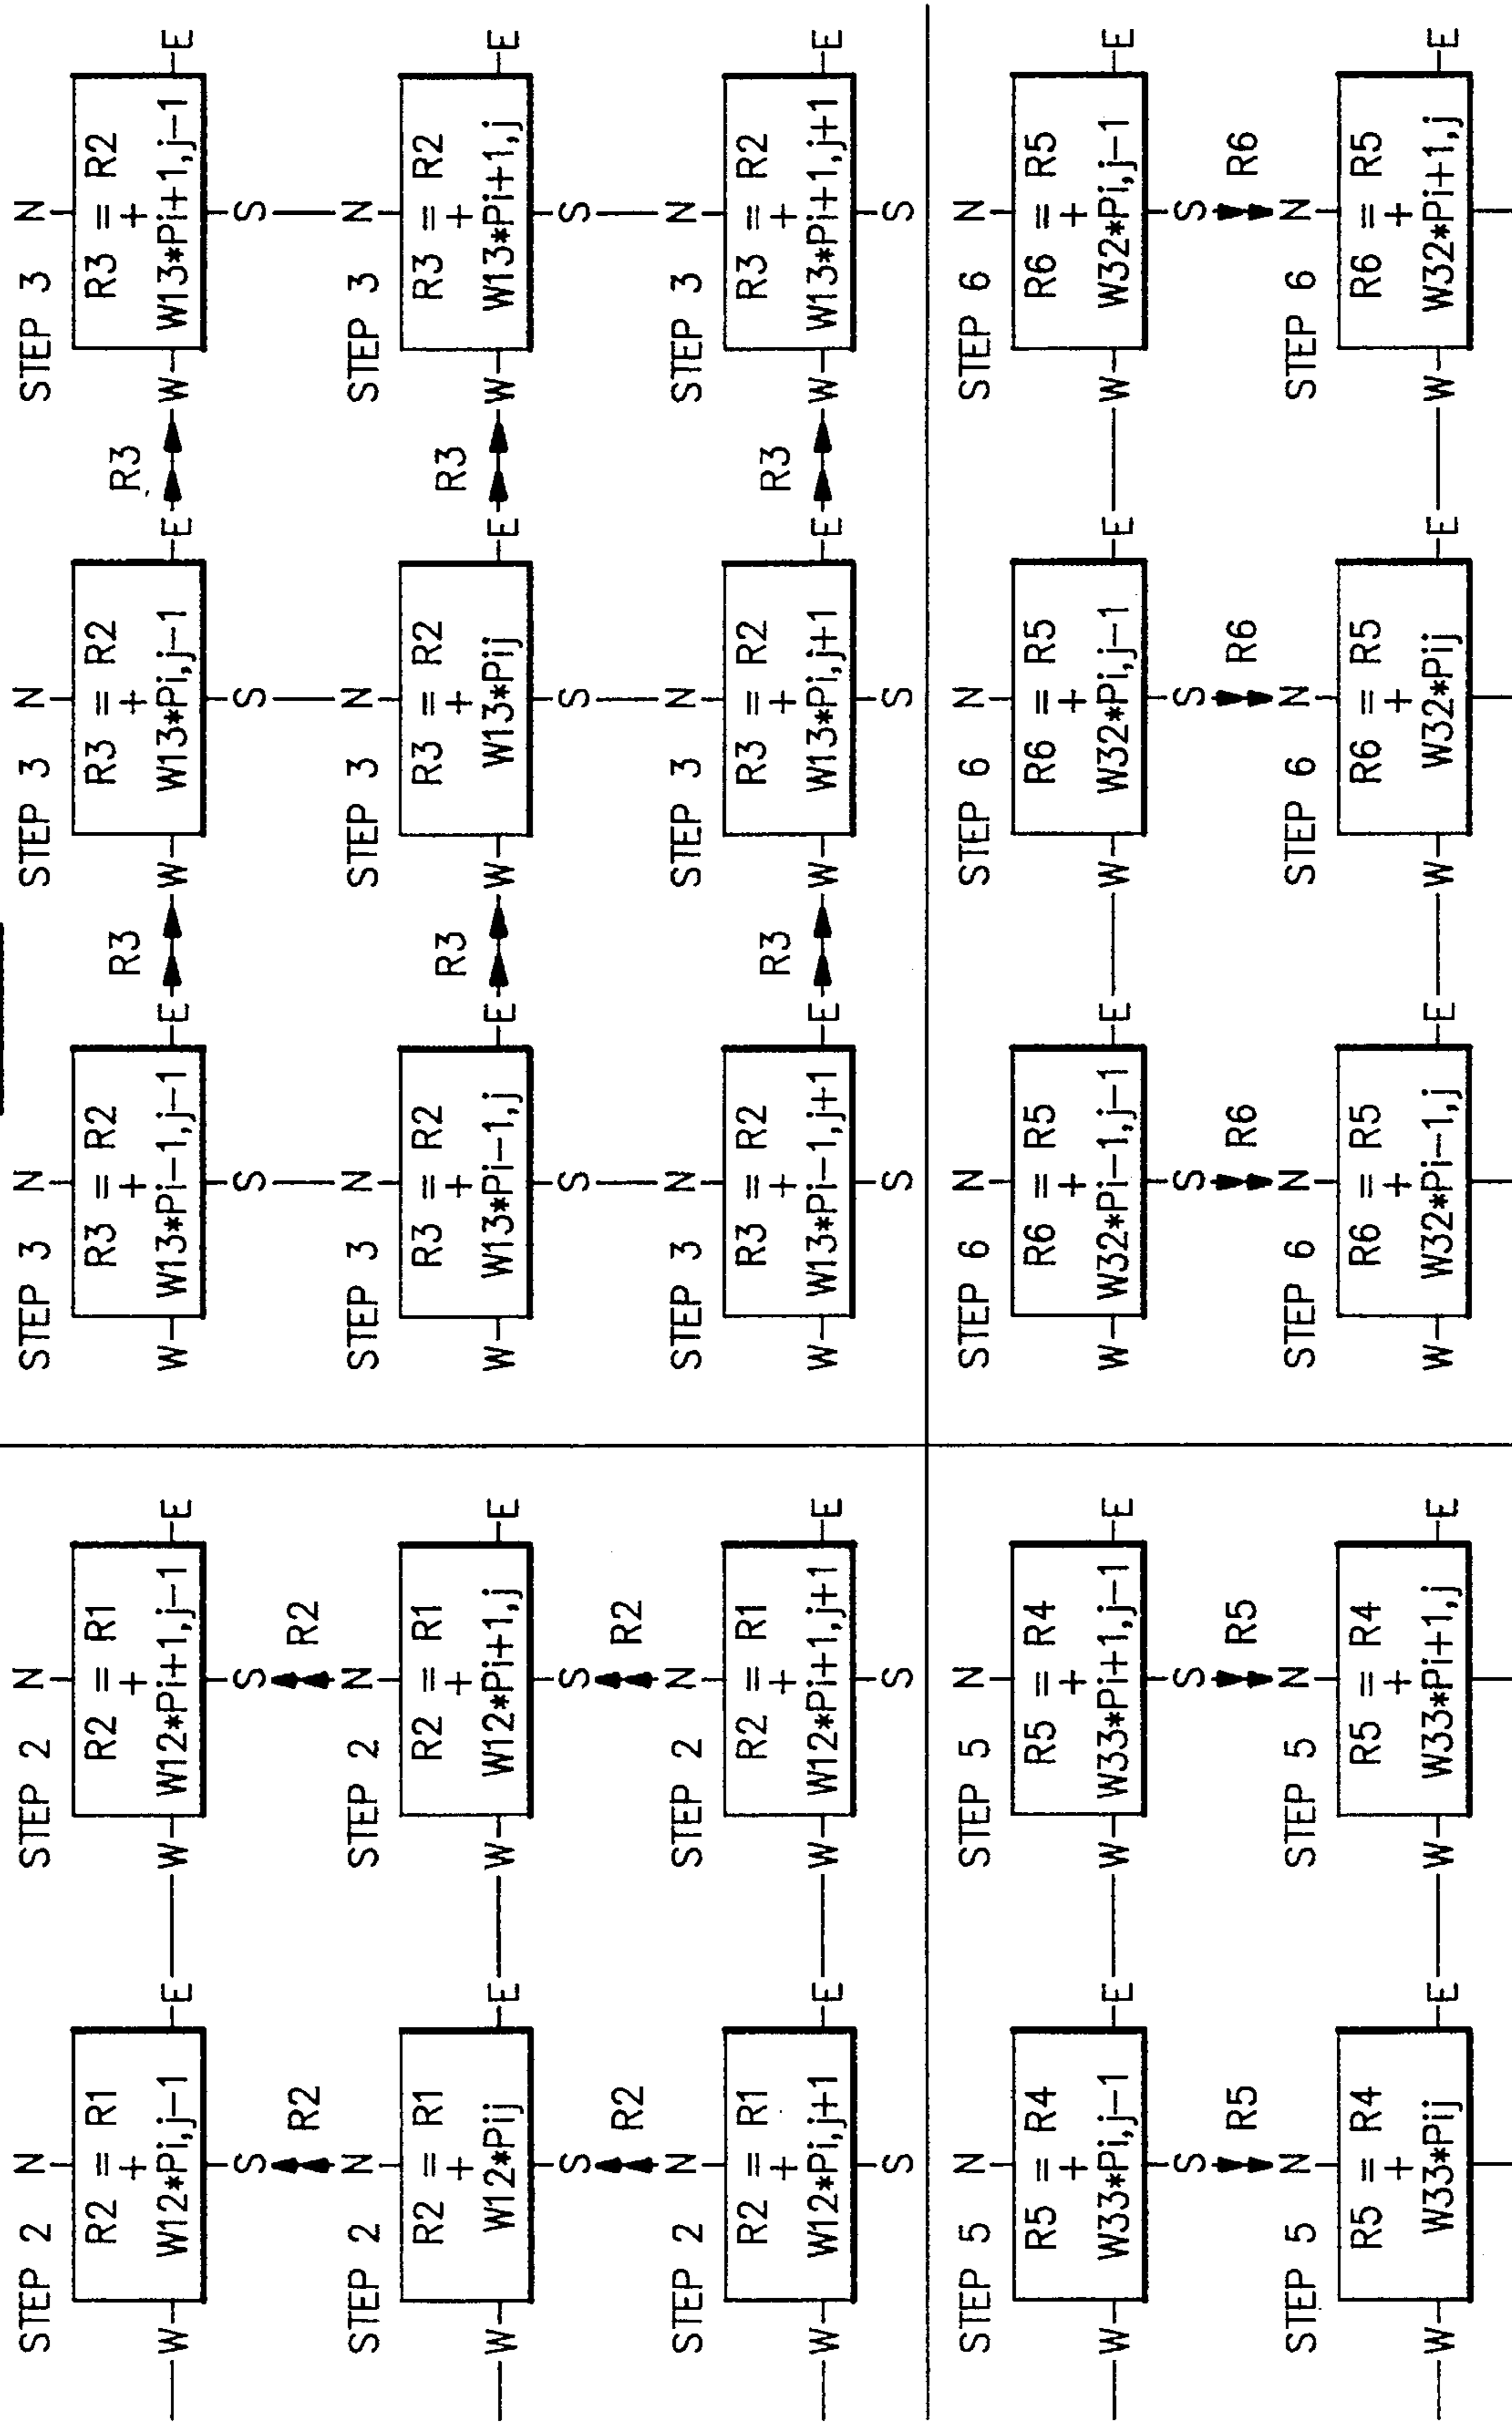 STEP 2 N STEP 2 N
R2 = R1 R2 = R1
+ +
W W12*Pi,j−1 E W W12*Pi+1,j−1 E
S S
R2 R2
STEP 2 N STEP 2 N
R2 = R1 R2 = R1
+ +
W W12*Pij E W W12*Pi+1,j E
S S
R2 R2
STEP 2 N STEP 2 N
R2 = R1 R2 = R1
+ +
W W12*Pi,j+1 E W W12*Pi+1,j+1 E
S S
STEP 3 N STEP 3 N STEP 3 N
R3 = R2 R3 = R2 R3 = R2
+ R3 + R3 +
W W13*Pi−1,j−1 E W W13*Pi,j−1 E W W13*Pi+1,j−1 E
S S S
STEP 3 N STEP 3 N STEP 3 N
R3 = R2 R3 = R2 R3 = R2
+ R3 + R3 +
W W13*Pi−1,j E W W13*Pij E W W13*Pi+1,j E
S S S
STEP 3 N STEP 3 N STEP 3 N
R3 = R2 R3 = R2 R3 = R2
+ R3 + R3 +
W W13*Pi−1,j+1 E W W13*Pi,j+1 E W W13*Pi+1,j+1 E
S S S
STEP 5 N STEP 5 N
R5 = R4 R5 = R4
+ +
W W33*Pi,j−1 E W W33*Pi+1,j−1 E
S S
R5 R5
STEP 5 N STEP 5 N
R5 = R4 R5 = R4
+ +
W W33*Pij E W W33*Pi+1,j E
STEP 6 N STEP 6 N STEP 6 N
R6 = R5 R6 = R5 R6 = R5
+ + +
W W32*Pi−1,j−1 E W W32*Pi,j−1 E W W32*Pi,j−1 E
S S S
R6 R6 R6
STEP 6 N STEP 6 N STEP 6 N
R6 = R5 R6 = R5 R6 = R5
+ + +
W W32*Pi−1,j E W W32*Pij E W W32*Pi+1,j E